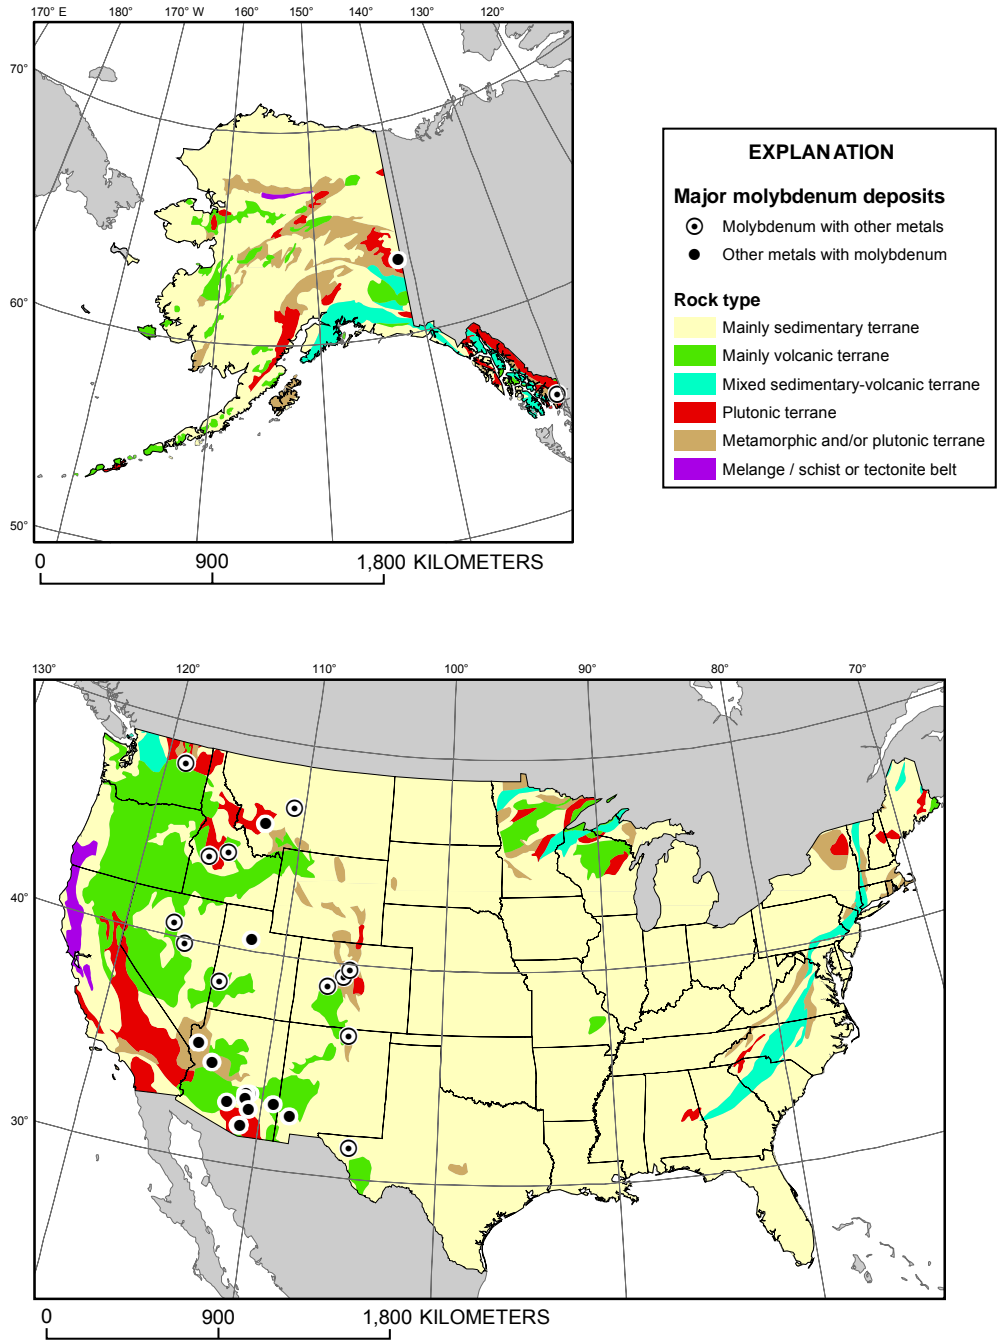 170° E 180° 170° W 160° 150° 140° 130° 120°
70°
60°
50°
0 900 1,800 KILOMETERS
EXPLANATION
Major molybdenum deposits
Molybdenum with other metals
Other metals with molybdenum
Rock type
Mainly sedimentary terrane
Mainly volcanic terrane
Mixed sedimentary-volcanic terrane
Plutonic terrane
Metamorphic and/or plutonic terrane
Melange / schist or tectonite belt
130° 120° 110° 100° 90° 80° 70°
40°
30°
0 900 1,800 KILOMETERS